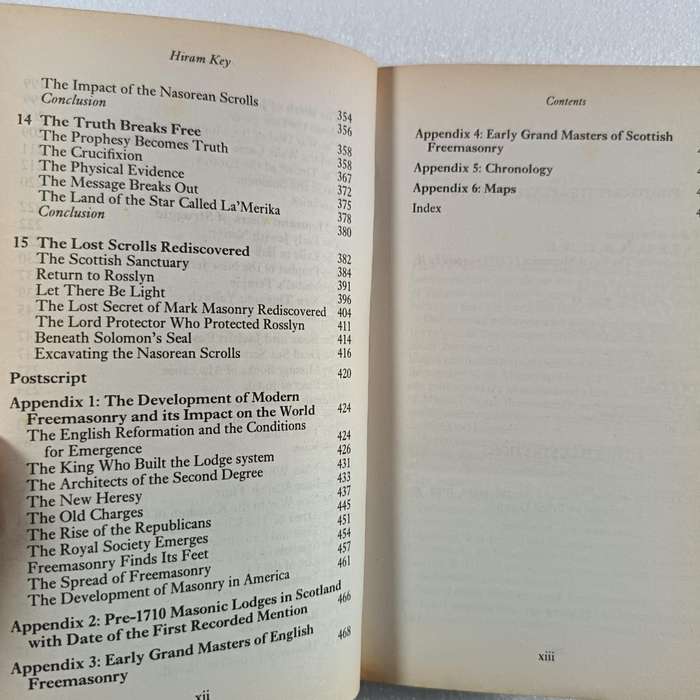 Hiram Key
The Impact of the Nasorean Scrolls 354
Conclusion 356
14 The Truth Breaks Free 358
The Prophesy Becomes Truth 358
The Crucifixion 367
The Physical Evidence 372
The Message Breaks Out 375
The Land of the Star Called La'Merika 378
Conclusion 380
15 The Lost Scrolls Rediscovered 382
The Scottish Sanctuary 384
Return to Rosslyn 391
Let There Be Light 396
The Lost Secret of Mark Masonry Rediscovered 404
The Lord Protector Who Protected Rosslyn 411
Beneath Solomon's Seal 414
Excavating the Nasorean Scrolls 416
Postscript 420
Appendix 1: The Development of Modern
Freemasonry and its Impact on the World 424
The English Reformation and the Conditions
for Emergence 424
The King Who Built the Lodge system 426
The Architects of the Second Degree 431
The New Heresy 433
The Old Charges 437
The Rise of the Republicans 445
The Royal Society Emerges 451
Freemasonry Finds Its Feet 454
The Spread of Freemasonry 457
The Development of Masonry in America 461
Appendix 2: Pre-1710 Masonic Lodges in Scotland
with Date of the First Recorded Mention 466
Appendix 3: Early Grand Masters of English
Freemasonry 468
xii
Contents
Appendix 4: Early Grand Masters of Scottish
Freemasonry
Appendix 5: Chronology
Appendix 6: Maps
Index
xiii